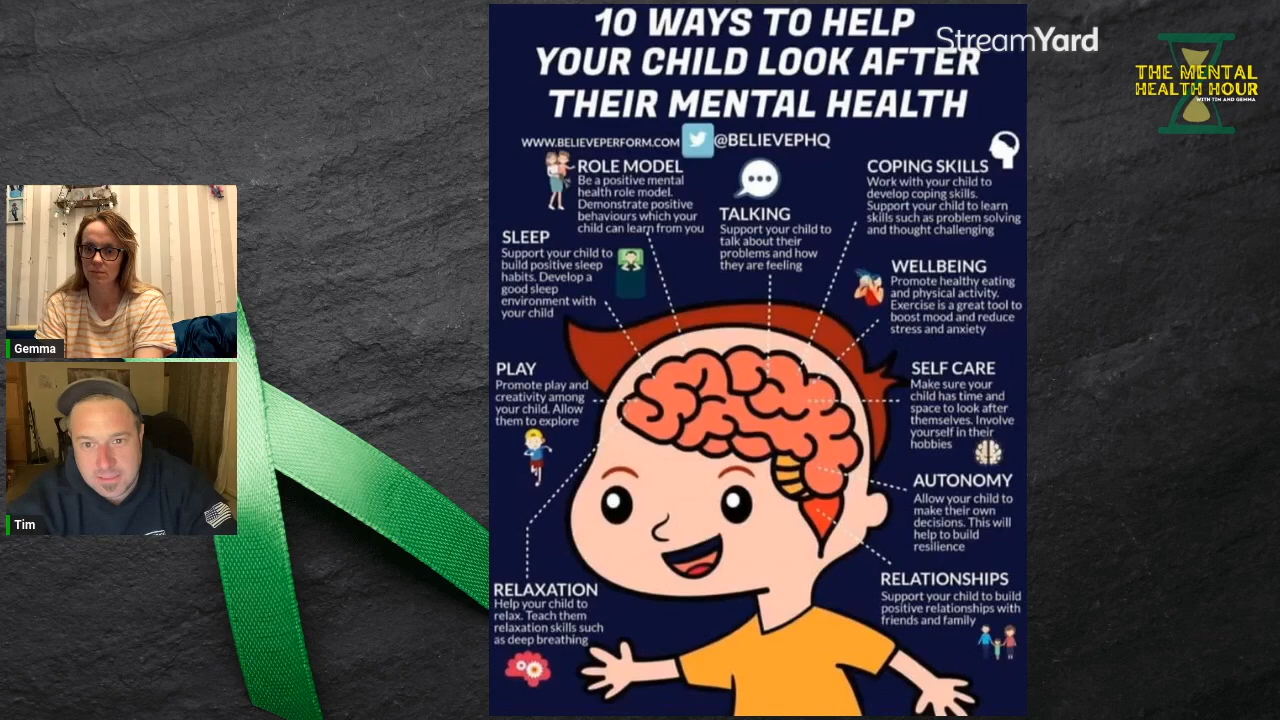 10 WAYS TO HELP
YOUR CHILD LOOK AFTER
THEIR MENTAL HEALTH
StreamYard
THE MENTAL
HEALTH HOUR
WITH TIM AND GEMMA
WWW.BELIEVEPERFORM.COM @BELIEVEPHQ
ROLE MODEL
Be a positive mental
health role model.
Demonstrate positive
behaviours which your
child can learn from you
TALKING
Support your child to
talk about their
problems and how
they are feeling
COPING SKILLS
Work with your child to
develop coping skills.
Support your child to learn
skills such as problem solving
and thought challenging
SLEEP
Support your child to
build positive sleep
habits. Develop a
good sleep
environment with
your child
WELLBEING
Promote healthy eating
and physical activity.
Exercise is a great tool to
boost mood and reduce
stress and anxiety
PLAY
Promote play and
creativity among
your child. Allow
them to explore
SELF CARE
Make sure your
child has time and
space to look after
themselves. Involve
yourself in their
hobbies
AUTONOMY
Allow your child to
make their own
decisions. This will
help to build
resilience
RELAXATION
Help your child to
relax. Teach them
relaxation skills such
as deep breathing
RELATIONSHIPS
Support your child to build
positive relationships with
friends and family
Gemma
Tim